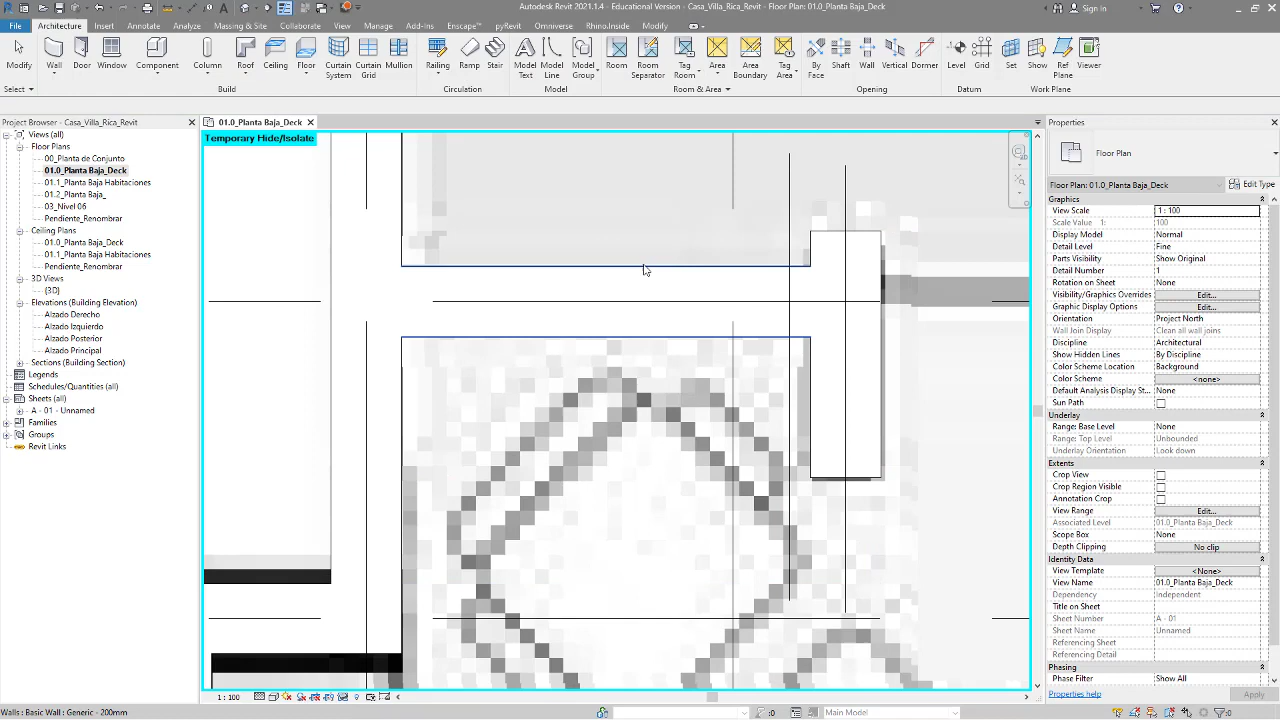 Autodesk Revit 2021.1.4 - Educational Version - Casa_Villa_Rica_Revit - Floor Plan: 01.0_Planta Baja_Deck
Sign in
File Architecture Insert Annotate Analyze Massing & Site Collaborate View Manage Add-Ins Enscape™ pyRevit Omniverse Rhino.Inside Modify
Modify Wall Door Window Component Column Roof Ceiling Floor Curtain System Curtain Grid Mullion Railing Ramp Stair Model Text Model Line Model Group Room Room Separator Tag Room Area Area Boundary Tag Area By Face Shaft Wall Vertical Dormer Level Grid Set Show Ref Plane Viewer
Select Build Circulation Model Room & Area Opening Datum Work Plane
Project Browser - Casa_Villa_Rica_Revit
Views (all)
Floor Plans
00_Planta de Conjunto
01.0_Planta Baja_Deck
01.1_Planta Baja Habitaciones
01.2_Planta Baja_
03_Nivel 06
Pendiente_Renombrar
Ceiling Plans
01.0_Planta Baja_Deck
01.1_Planta Baja Habitaciones
Pendiente_Renombrar
3D Views
{3D}
Elevations (Building Elevation)
Alzado Derecho
Alzado Izquierdo
Alzado Posterior
Alzado Principal
Sections (Building Section)
Legends
Schedules/Quantities (all)
Sheets (all)
A - 01 - Unnamed
Families
Groups
Revit Links
01.0_Planta Baja_Deck
Temporary Hide/Isolate
Properties
Floor Plan
Floor Plan: 01.0_Planta Baja_Deck Edit Type
Graphics
View Scale 1 : 100
Scale Value 1: 100
Display Model Normal
Detail Level Fine
Parts Visibility Show Original
Detail Number 1
Rotation on Sheet None
Visibility/Graphics Overrides Edit...
Graphic Display Options Edit...
Orientation Project North
Wall Join Display Clean all wall joins
Discipline Architectural
Show Hidden Lines By Discipline
Color Scheme Location Background
Color Scheme <none>
Default Analysis Display St... None
Sun Path
Underlay
Range: Base Level None
Range: Top Level Unbounded
Underlay Orientation Look down
Extents
Crop View
Crop Region Visible
Annotation Crop
View Range Edit...
Associated Level 01.0_Planta Baja_Deck
Scope Box None
Depth Clipping No clip
Identity Data
View Template <None>
View Name 01.0_Planta Baja_Deck
Dependency Independent
Title on Sheet
Sheet Number A - 01
Sheet Name Unnamed
Referencing Sheet
Referencing Detail
Phasing
Phase Filter Show All
Properties help Apply
1 : 100
Walls : Basic Wall : Generic - 200mm
:0 Main Model :0